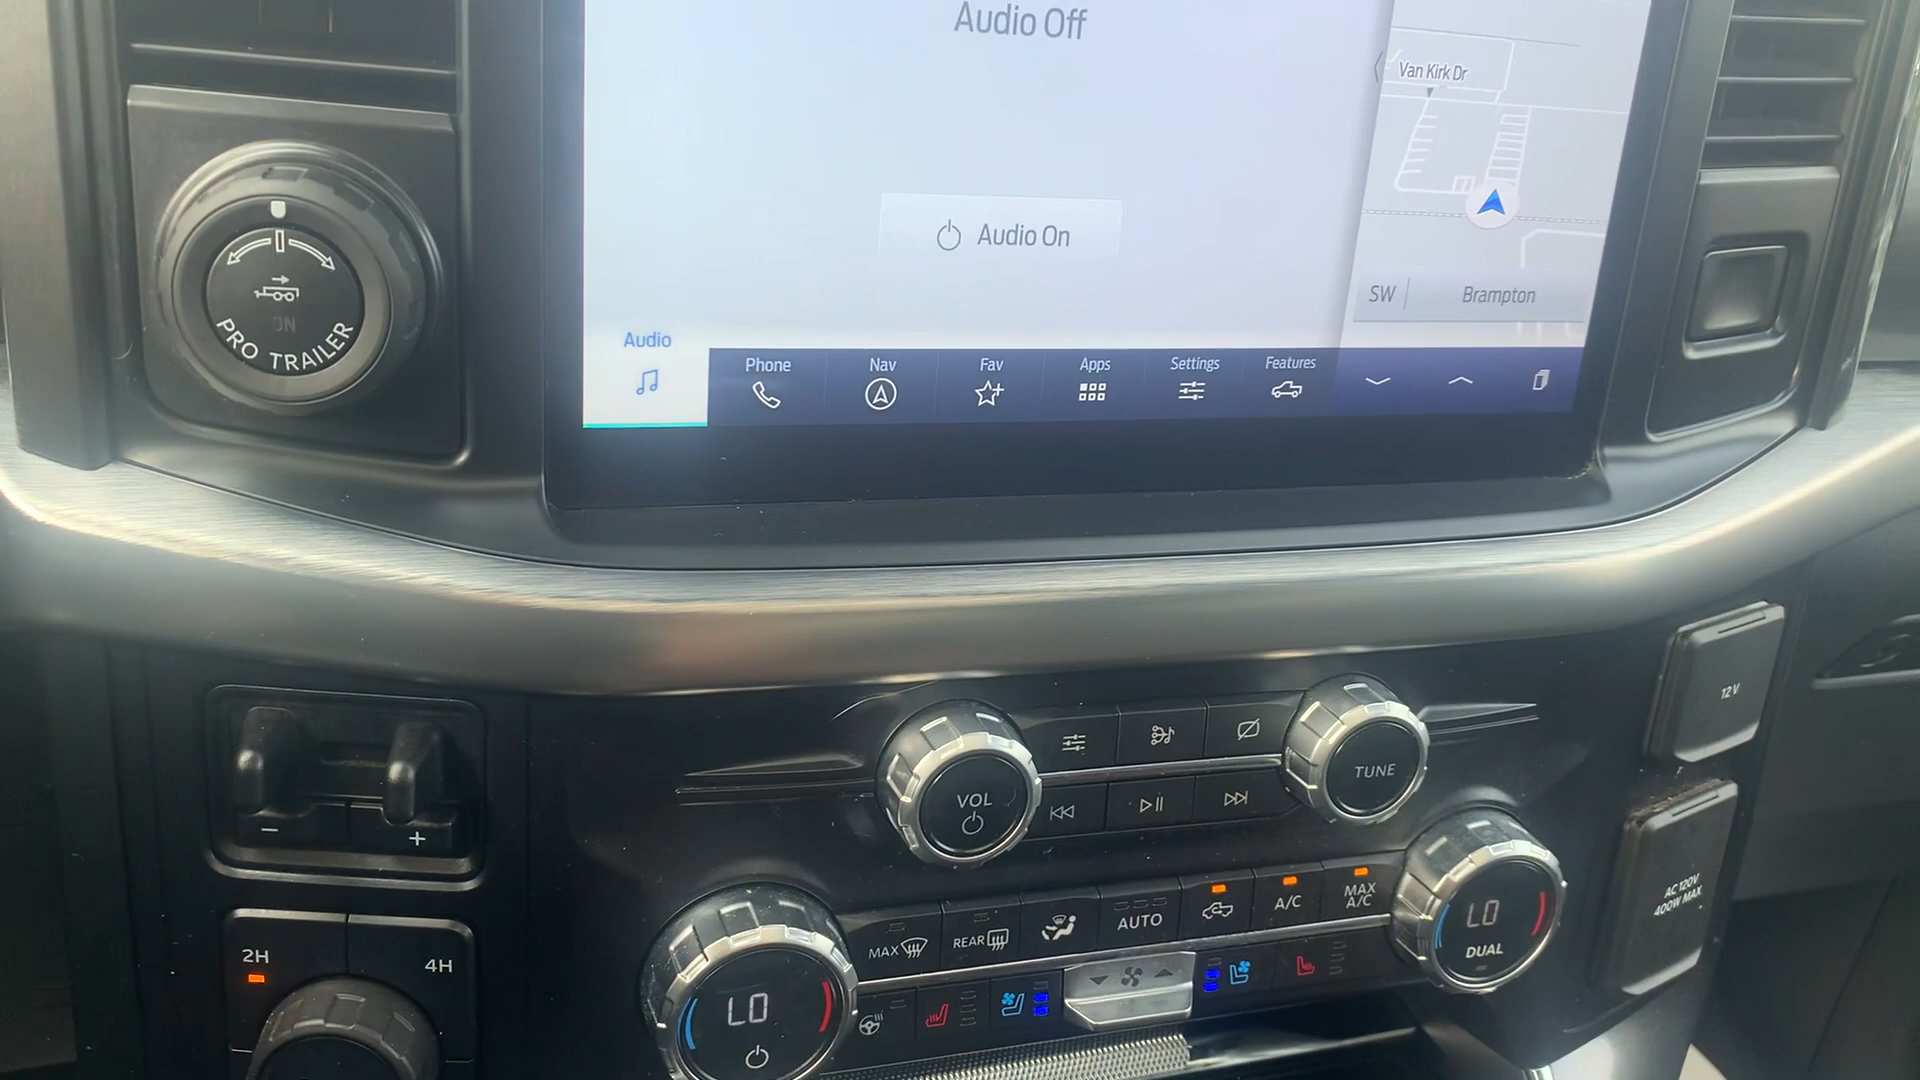 Audio Off
Van Kirk Dr
Audio On
SW
Brampton
ON
PRO TRAILER
Audio
Phone
Nav
Fav
Apps
Settings
Features
12V
VOL
TUNE
- +
AC 120V
400W MAX
MAX
REAR
AUTO
A/C
MAX
A/C
LO
DUAL
2H
4H
LO